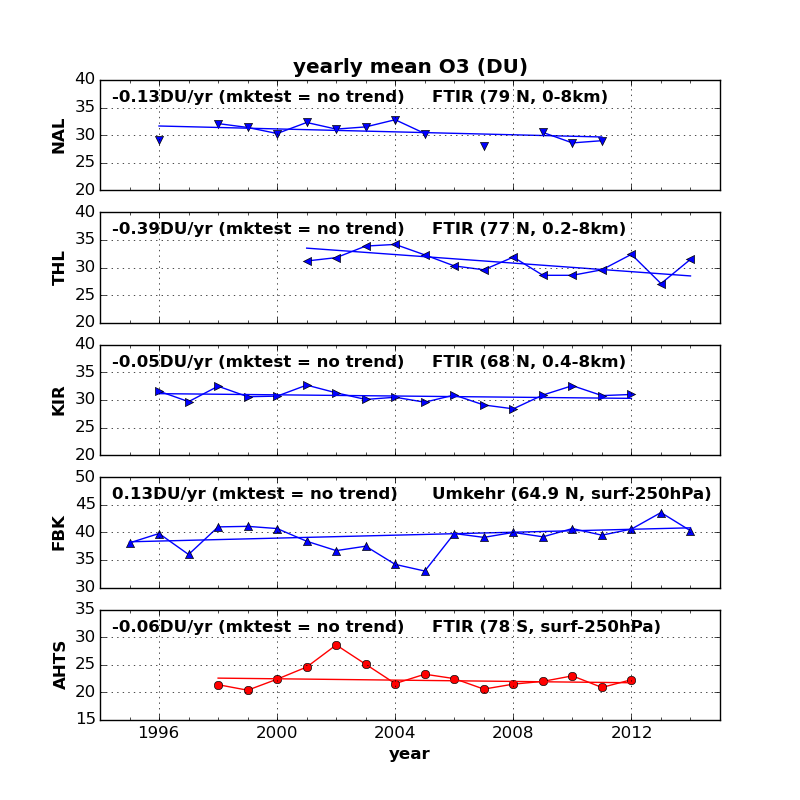 yearly mean O3 (DU)
40
-0.13DU/yr (mktest = no trend) FTIR (79 N, 0-8km)
35
NAL
30
25
20
40
-0.39DU/yr (mktest = no trend) FTIR (77 N, 0.2-8km)
35
THL
30
25
20
40
-0.05DU/yr (mktest = no trend) FTIR (68 N, 0.4-8km)
35
KIR
30
25
20
50
0.13DU/yr (mktest = no trend) Umkehr (64.9 N, surf-250hPa)
45
FBK
40
35
30
35
-0.06DU/yr (mktest = no trend) FTIR (78 S, surf-250hPa)
30
AHTS
25
20
15
1996 2000 2004 2008 2012
year